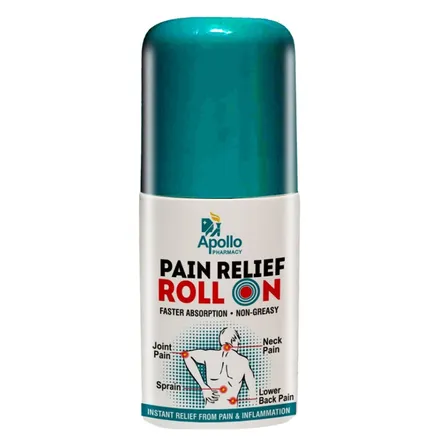 Apollo
PHARMACY
PAIN RELIEF
ROLL ON
FASTER ABSORPTION • NON-GREASY
Joint
Pain
Neck
Pain
Sprain
Lower
Back Pain
INSTANT RELIEF FROM PAIN & INFLAMMATION